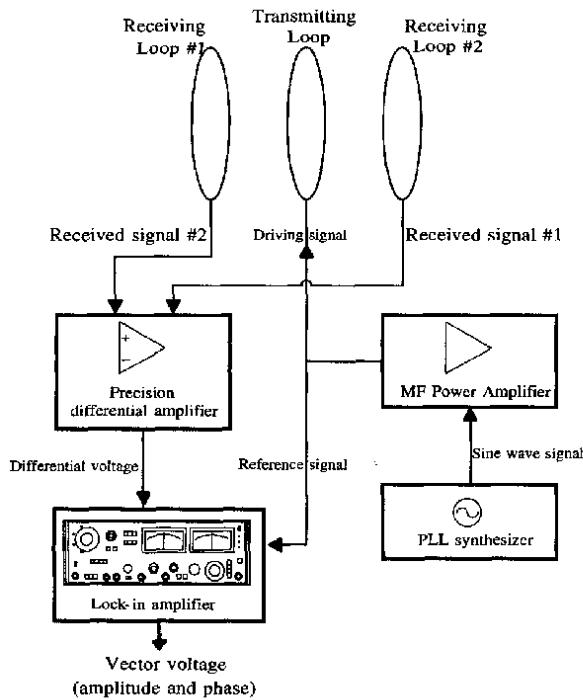 Receiving
Loop #1
Transmitting
Loop
Receiving
Loop #2
Received signal #2
Driving signal
Received signal #1
+
−
Precision
differential amplifier
MF Power Amplifier
Differential voltage
Reference signal
Sine wave signal
PLL synthesizer
Lock-in amplifier
Vector voltage
(amplitude and phase)